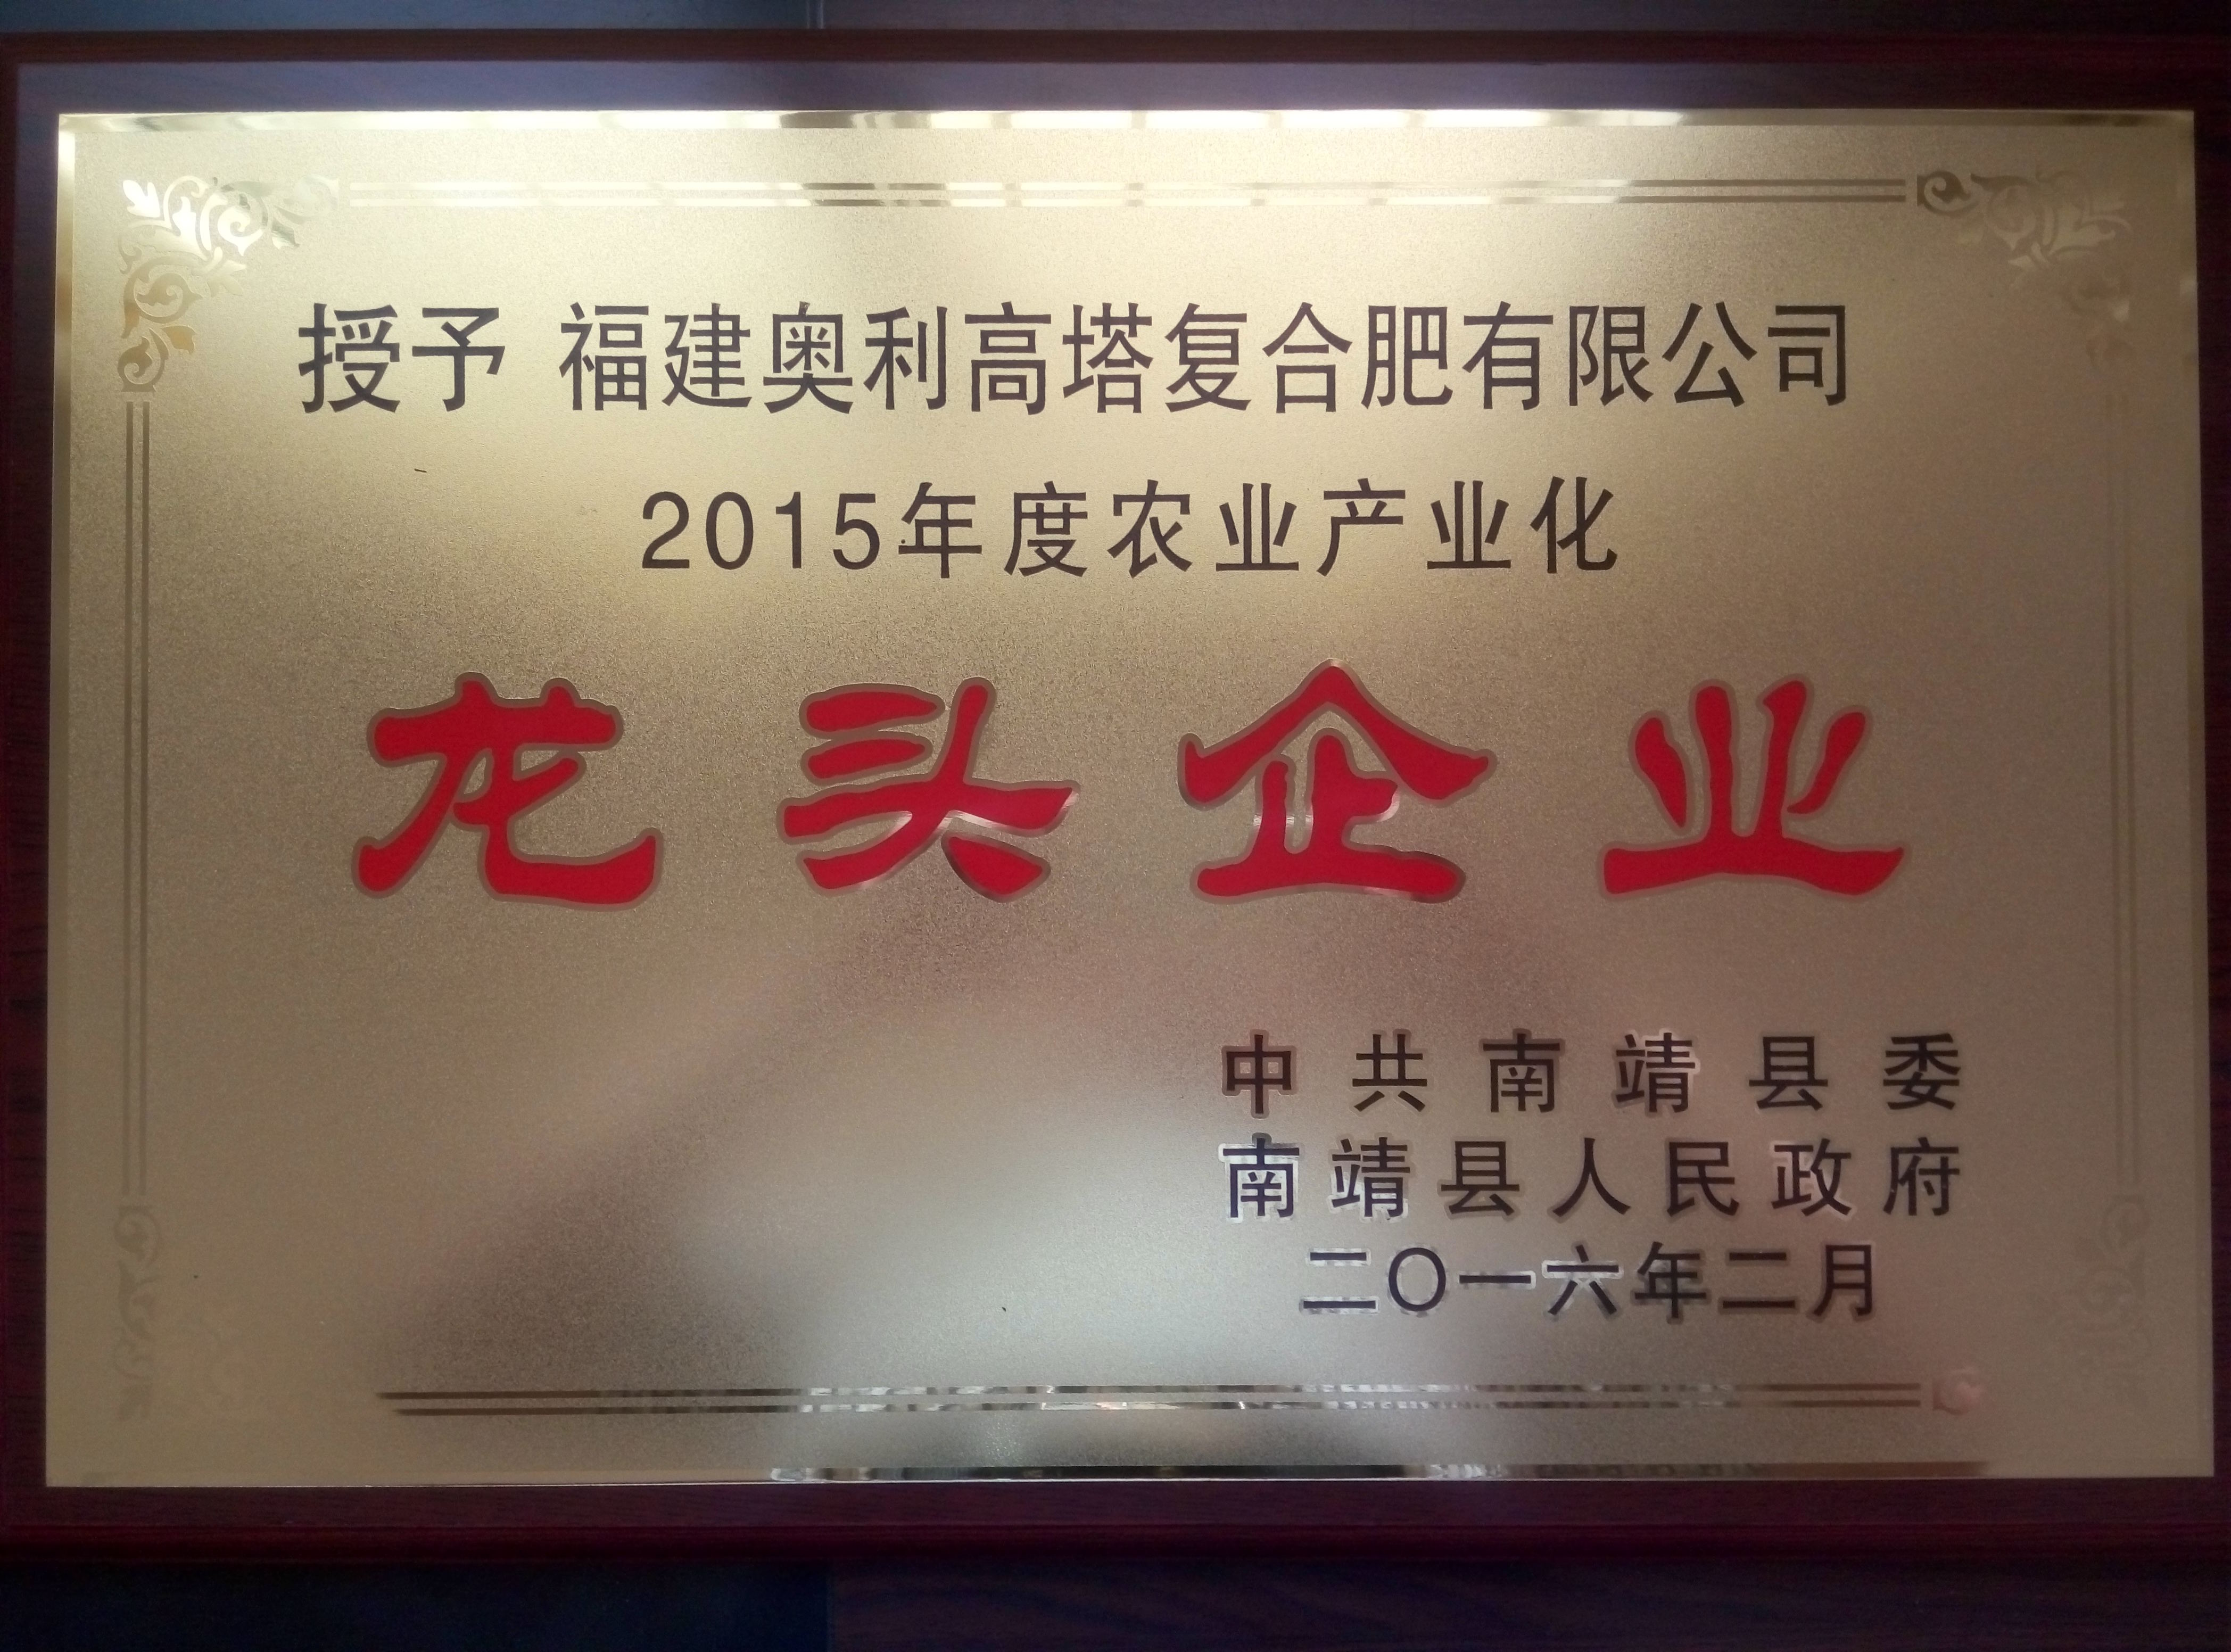 授予 福建奥利高塔复合肥有限公司
2015年度农业产业化
龙头企业
中共南靖县委
南靖县人民政府
二〇一六年二月